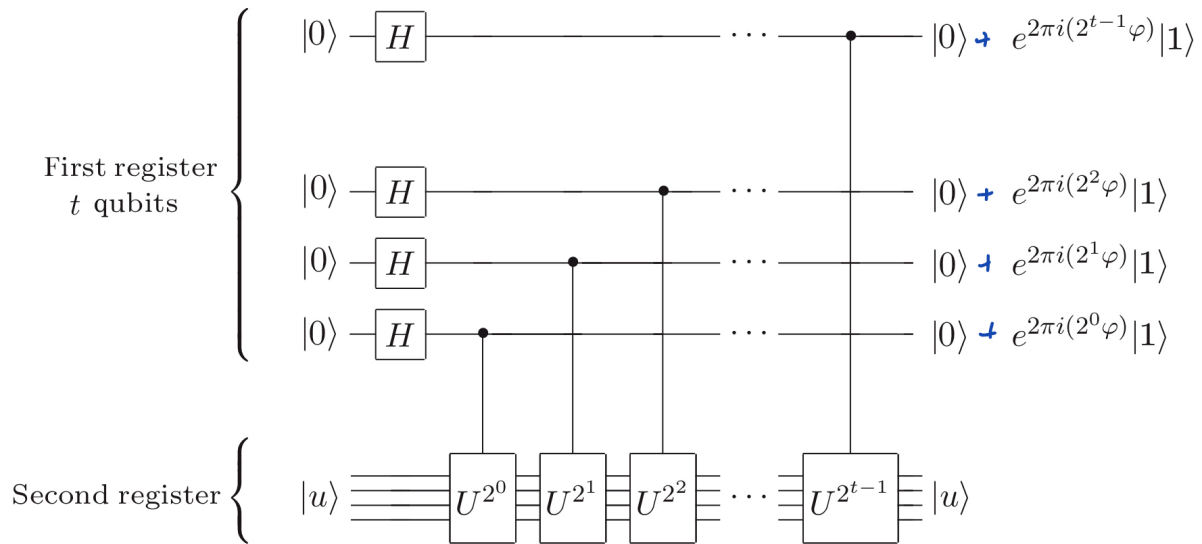 |0⟩ H ⋯ |0⟩ + e^{2πi(2^{t−1}φ)}|1⟩
First register
t qubits
|0⟩ H ⋯ |0⟩ + e^{2πi(2^2φ)}|1⟩
|0⟩ H ⋯ |0⟩ + e^{2πi(2^1φ)}|1⟩
|0⟩ H ⋯ |0⟩ + e^{2πi(2^0φ)}|1⟩
Second register |u⟩ U^{2^0} U^{2^1} U^{2^2} ⋯ U^{2^{t−1}} |u⟩